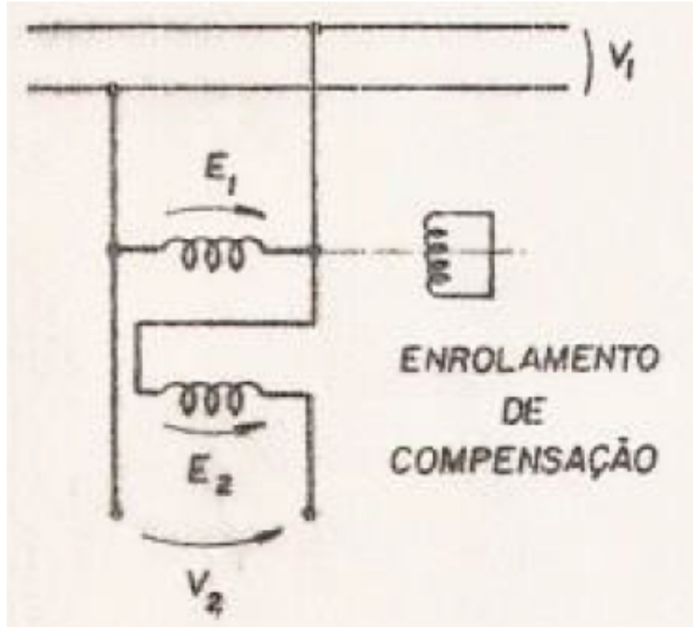 V₁
E₁
ENROLAMENTO
DE
COMPENSAÇÃO
E₂
V₂